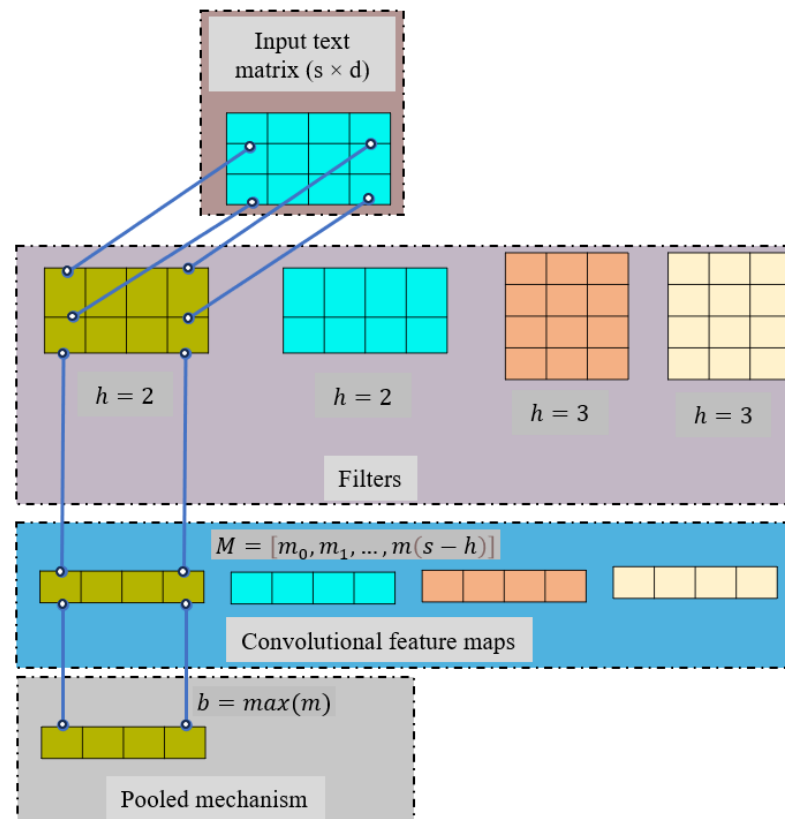 Input text
matrix (s × d)
h = 2
h = 2
h = 3
h = 3
Filters
M = [m₀, m₁, …, m(s − h)]
Convolutional feature maps
b = max(m)
Pooled mechanism